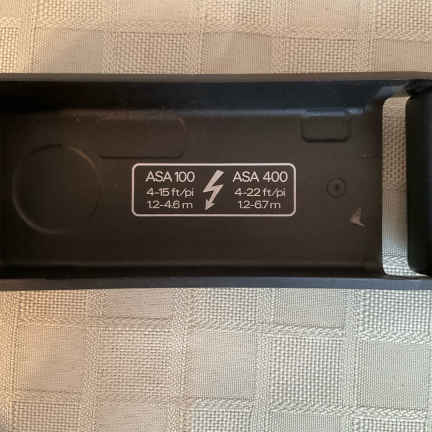 ASA 100 ASA 400
4-15 ft/pi 4-22 ft/pi
1.2-4.6 m 1.2-6.7 m